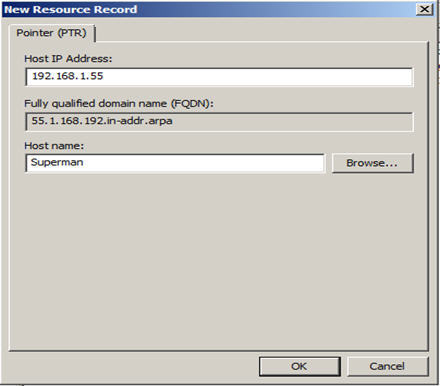 New Resource Record
Pointer (PTR)
Host IP Address:
192.168.1.55
Fully qualified domain name (FQDN):
55.1.168.192.in-addr.arpa
Host name:
Superman
Browse...
OK
Cancel